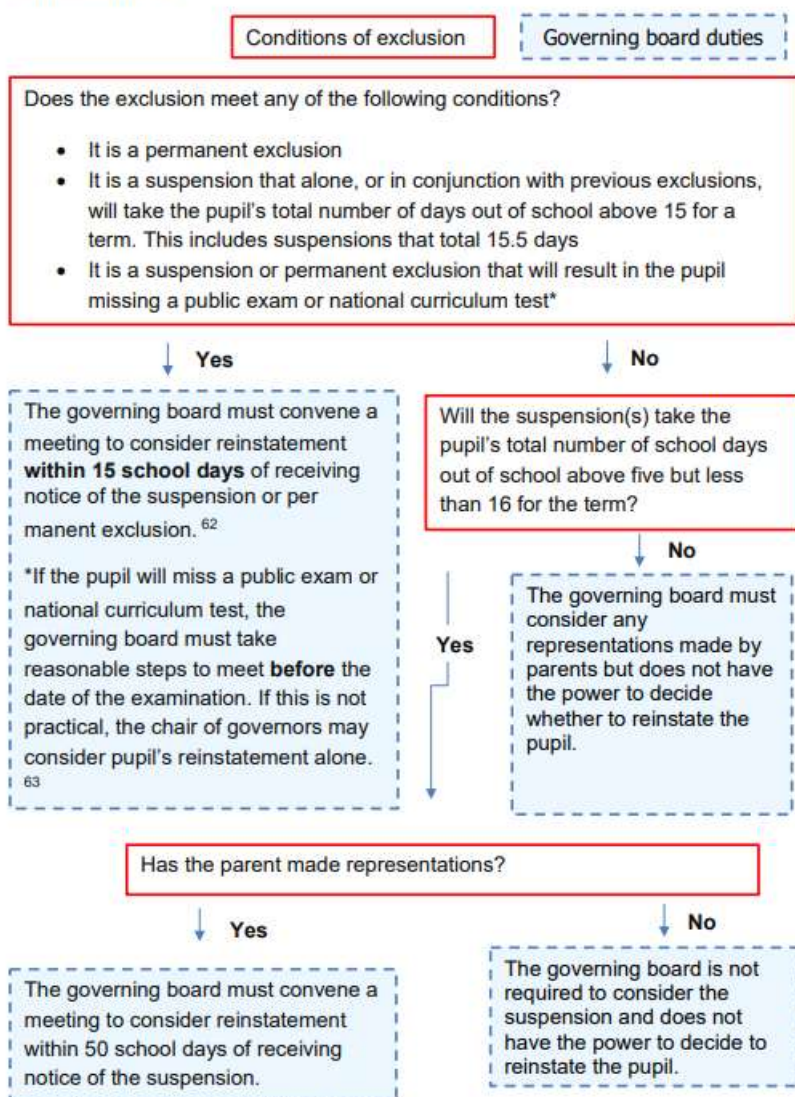 Conditions of exclusion
Governing board duties
Does the exclusion meet any of the following conditions?
• It is a permanent exclusion
• It is a suspension that alone, or in conjunction with previous exclusions,
will take the pupil's total number of days out of school above 15 for a
term. This includes suspensions that total 15.5 days
• It is a suspension or permanent exclusion that will result in the pupil
missing a public exam or national curriculum test*
Yes
No
The governing board must convene a
meeting to consider reinstatement
within 15 school days of receiving
notice of the suspension or per
manent exclusion. 62
*If the pupil will miss a public exam or
national curriculum test, the
governing board must take
reasonable steps to meet before the
date of the examination. If this is not
practical, the chair of governors may
consider pupil's reinstatement alone.
63
Will the suspension(s) take the
pupil's total number of school days
out of school above five but less
than 16 for the term?
No
Yes
The governing board must
consider any
representations made by
parents but does not have
the power to decide
whether to reinstate the
pupil.
Has the parent made representations?
Yes
No
The governing board must convene a
meeting to consider reinstatement
within 50 school days of receiving
notice of the suspension.
The governing board is not
required to consider the
suspension and does not
have the power to decide to
reinstate the pupil.